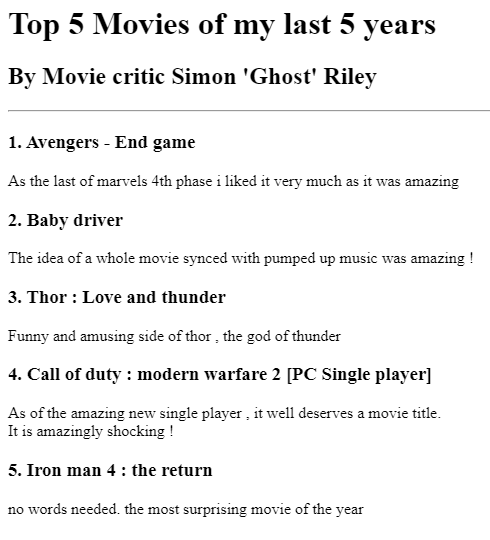 Top 5 Movies of my last 5 years
By Movie critic Simon 'Ghost' Riley
1. Avengers - End game
As the last of marvels 4th phase i liked it very much as it was amazing
2. Baby driver
The idea of a whole movie synced with pumped up music was amazing !
3. Thor : Love and thunder
Funny and amusing side of thor , the god of thunder
4. Call of duty : modern warfare 2 [PC Single player]
As of the amazing new single player , it well deserves a movie title.
It is amazingly shocking !
5. Iron man 4 : the return
no words needed. the most surprising movie of the year